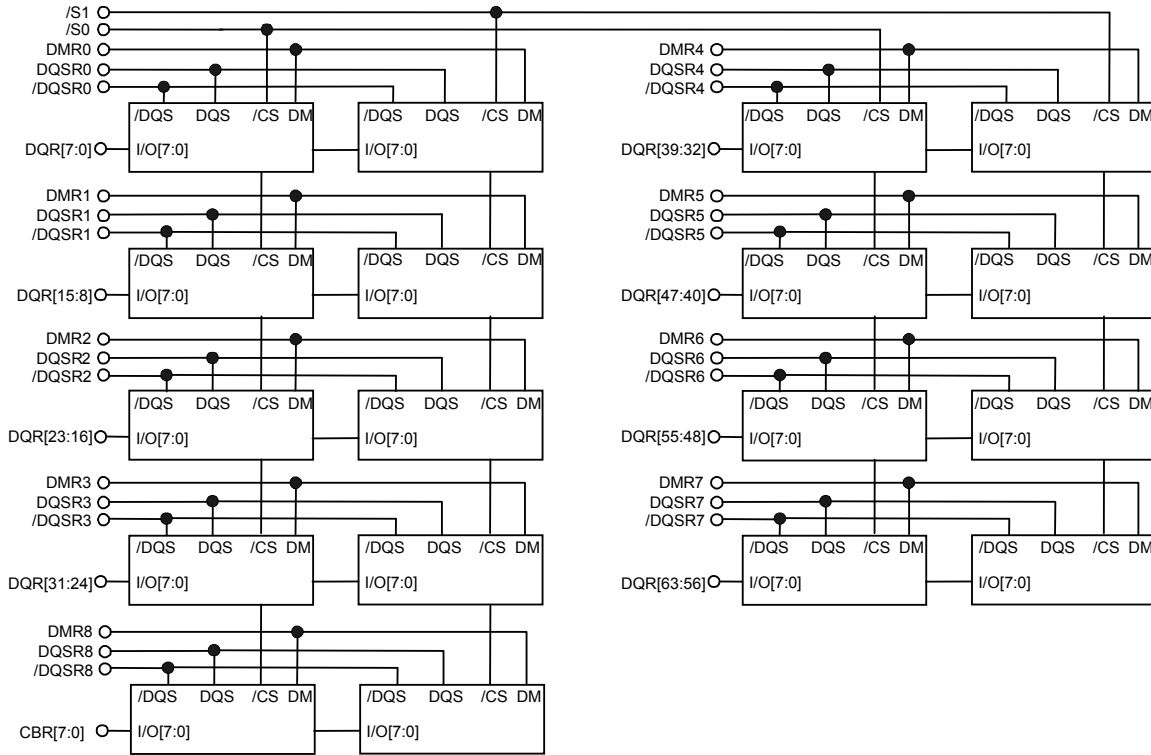 /S1
/S0
DMR0
DQSR0
/DQSR0
/DQS DQS /CS DM /DQS DQS /CS DM
DQR[7:0] I/O[7:0] I/O[7:0]
DMR4
DQSR4
/DQSR4
/DQS DQS /CS DM /DQS DQS /CS DM
DQR[39:32] I/O[7:0] I/O[7:0]
DMR1
DQSR1
/DQSR1
/DQS DQS /CS DM /DQS DQS /CS DM
DQR[15:8] I/O[7:0] I/O[7:0]
DMR5
DQSR5
/DQSR5
/DQS DQS /CS DM /DQS DQS /CS DM
DQR[47:40] I/O[7:0] I/O[7:0]
DMR2
DQSR2
/DQSR2
/DQS DQS /CS DM /DQS DQS /CS DM
DQR[23:16] I/O[7:0] I/O[7:0]
DMR6
DQSR6
/DQSR6
/DQS DQS /CS DM /DQS DQS /CS DM
DQR[55:48] I/O[7:0] I/O[7:0]
DMR3
DQSR3
/DQSR3
/DQS DQS /CS DM /DQS DQS /CS DM
DQR[31:24] I/O[7:0] I/O[7:0]
DMR7
DQSR7
/DQSR7
/DQS DQS /CS DM /DQS DQS /CS DM
DQR[63:56] I/O[7:0] I/O[7:0]
DMR8
DQSR8
/DQSR8
/DQS DQS /CS DM /DQS DQS /CS DM
CBR[7:0] I/O[7:0] I/O[7:0]